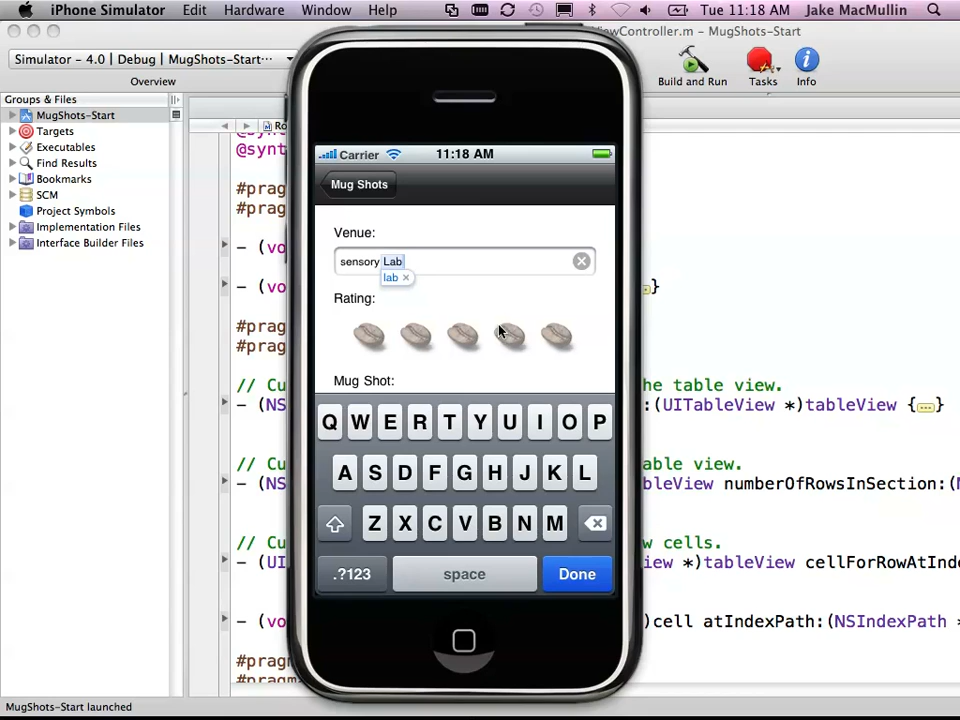 iPhone Simulator Edit Hardware Window Help Tue 11:18 AM Jake MacMullin
ViewController.m – MugShots-Start
Simulator - 4.0 | Debug | MugShots-Start···
Overview
Build and Run Tasks Info
Groups & Files
MugShots-Start
Targets
Executables
Find Results
Bookmarks
SCM
Project Symbols
Implementation Files
Interface Builder Files
Ro
@synt
@synt
#prag
#prag
- (vo
- (vo }
#prag
#prag
// Cu he table view.
- (NS :(UITableView *)tableView {…}
// Cu able view.
- (NS bleView numberOfRowsInSection:(N
// Cu w cells.
- (UI iew *)tableView cellForRowAtInde
- (vo )cell atIndexPath:(NSIndexPath *
#prag
#pragm
Carrier 11:18 AM
Mug Shots
Venue:
sensory Lab
lab ×
Rating:
Mug Shot:
Q W E R T Y U I O P
A S D F G H J K L
Z X C V B N M
.?123 space Done
MugShots-Start launched